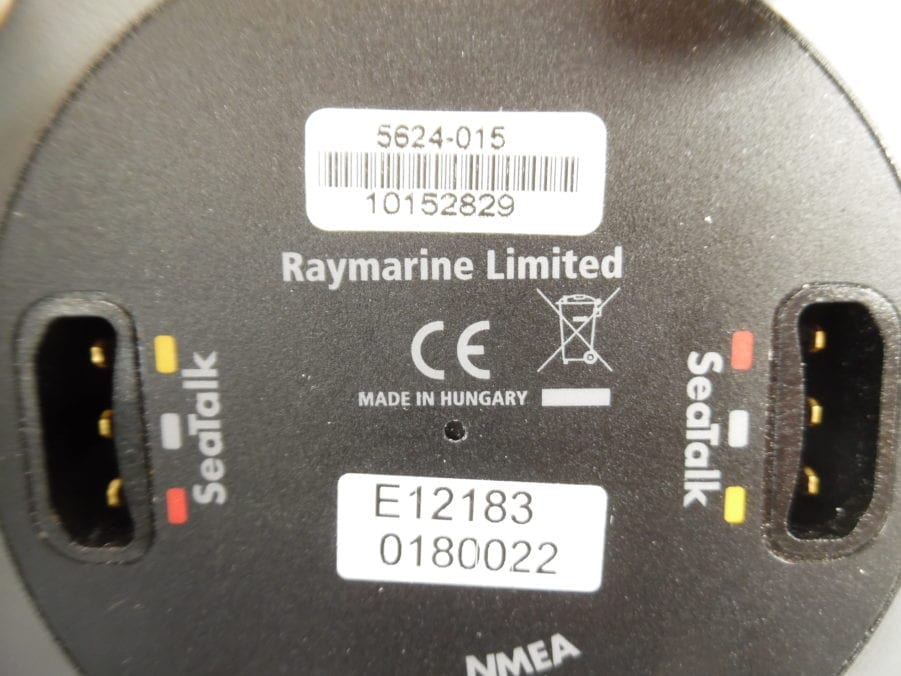 5624-015
10152829
Raymarine Limited
CE
MADE IN HUNGARY
SeaTalk
SeaTalk
E12183
0180022
NMEA